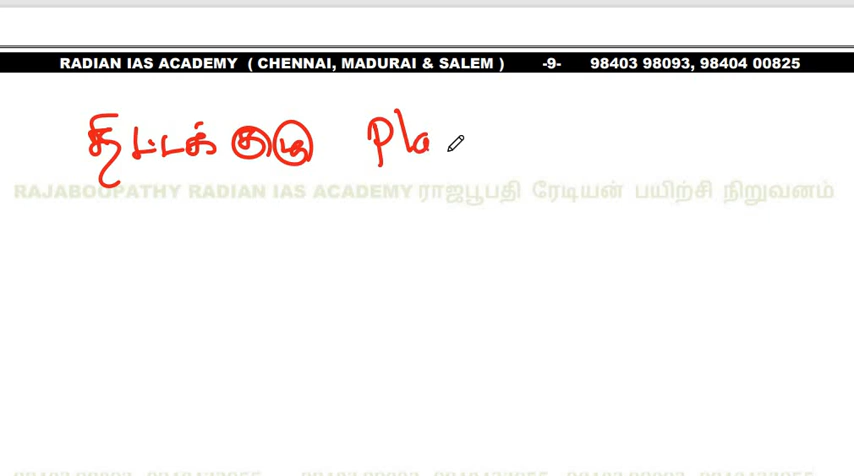 RADIAN IAS ACADEMY ( CHENNAI, MADURAI & SALEM ) -9- 98403 98093, 98404 00825
திட்டக் குழு Pla
RAJABOUPATHY RADIAN IAS ACADEMY ராஜபூபதி ரேடியன் பயிற்சி நிறுவனம்